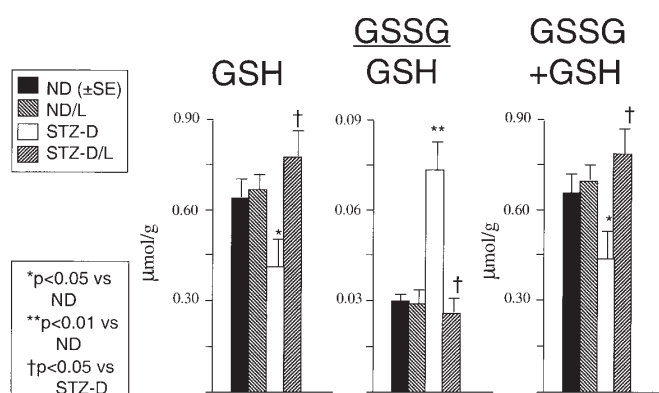 GSH
GSSG
GSH
GSSG
+GSH
ND (±SE)
ND/L
STZ-D
STZ-D/L
*p<0.05 vs
ND
**p<0.01 vs
ND
†p<0.05 vs
STZ-D
µmol/g
0.90
0.60
0.30
*
†
0.09
0.06
0.03
**
†
µmol/g
0.90
0.60
0.30
*
†